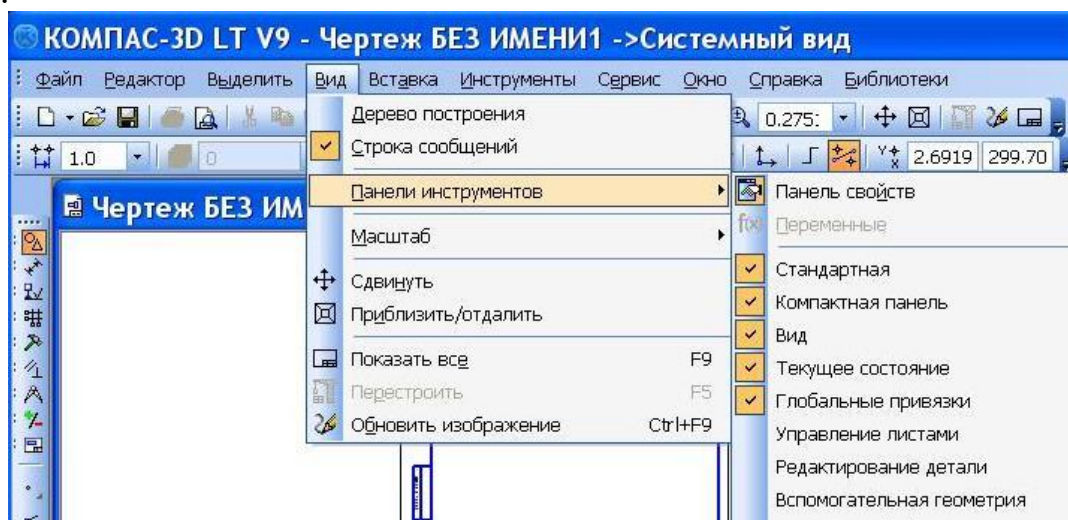 КОМПАС-3D LT V9 - Чертеж БЕЗ ИМЕНИ1 ->Системный вид
Файл Редактор Выделить Вид Вставка Инструменты Сервис Окно Справка Библиотеки
0.275:
1.0 0 2.6919 299.70
Чертеж БЕЗ ИМ
Дерево построения
Строка сообщений
Панели инструментов
Масштаб
Сдвинуть
Приблизить/отдалить
Показать все F9
Перестроить F5
Обновить изображение Ctrl+F9
Панель свойств
f(x) Переменные
Стандартная
Компактная панель
Вид
Текущее состояние
Глобальные привязки
Управление листами
Редактирование детали
Вспомогательная геометрия